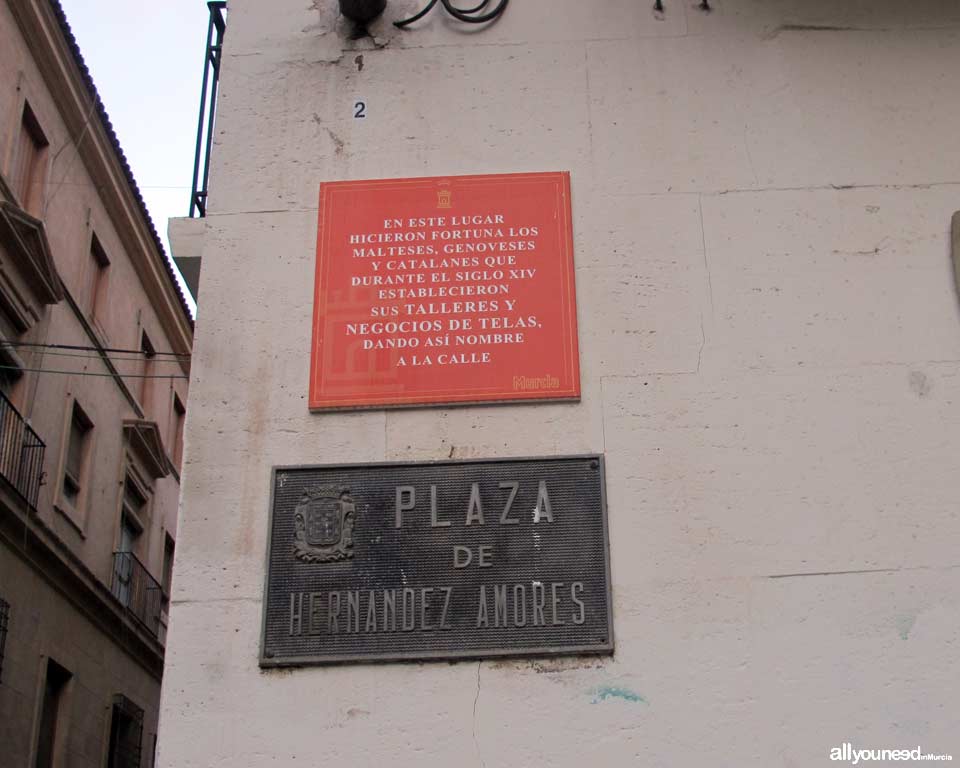 2
EN ESTE LUGAR
HICIERON FORTUNA LOS
MALTESES, GENOVESES
Y CATALANES QUE
DURANTE EL SIGLO XIV
ESTABLECIERON
SUS TALLERES Y
NEGOCIOS DE TELAS,
DANDO ASÍ NOMBRE
A LA CALLE
Murcia
PLAZA
DE
HERNANDEZ AMORES
allyouneedinMurcia